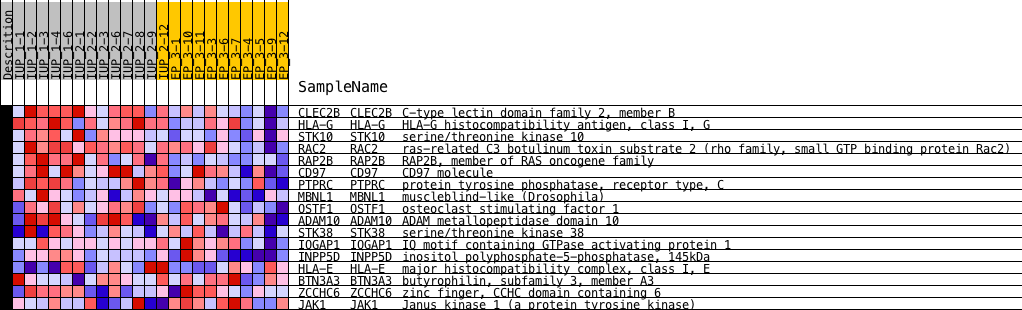 Descrition
IUP_1-1
IUP_1-2
IUP_1-3
IUP_1-4
IUP_1-6
IUP_2-1
IUP_2-2
IUP_2-3
IUP_2-6
IUP_2-7
IUP_2-8
IUP_2-9
IUP_2-12
EP_3-1
EP_3-10
EP_3-11
EP_3-3
EP_3-6
EP_3-7
EP_3-4
EP_3-5
EP_3-9
EP_3-12
SampleName
CLEC2B CLEC2B C-type lectin domain family 2, member B
HLA-G HLA-G HLA-G histocompatibility antigen, class I, G
STK10 STK10 serine/threonine kinase 10
RAC2 RAC2 ras-related C3 botulinum toxin substrate 2 (rho family, small GTP binding protein Rac2)
RAP2B RAP2B RAP2B, member of RAS oncogene family
CD97 CD97 CD97 molecule
PTPRC PTPRC protein tyrosine phosphatase, receptor type, C
MBNL1 MBNL1 muscleblind-like (Drosophila)
OSTF1 OSTF1 osteoclast stimulating factor 1
ADAM10 ADAM10 ADAM metallopeptidase domain 10
STK38 STK38 serine/threonine kinase 38
IQGAP1 IQGAP1 IQ motif containing GTPase activating protein 1
INPP5D INPP5D inositol polyphosphate-5-phosphatase, 145kDa
HLA-E HLA-E major histocompatibility complex, class I, E
BTN3A3 BTN3A3 butyrophilin, subfamily 3, member A3
ZCCHC6 ZCCHC6 zinc finger, CCHC domain containing 6
JAK1 JAK1 Janus kinase 1 (a protein tyrosine kinase)